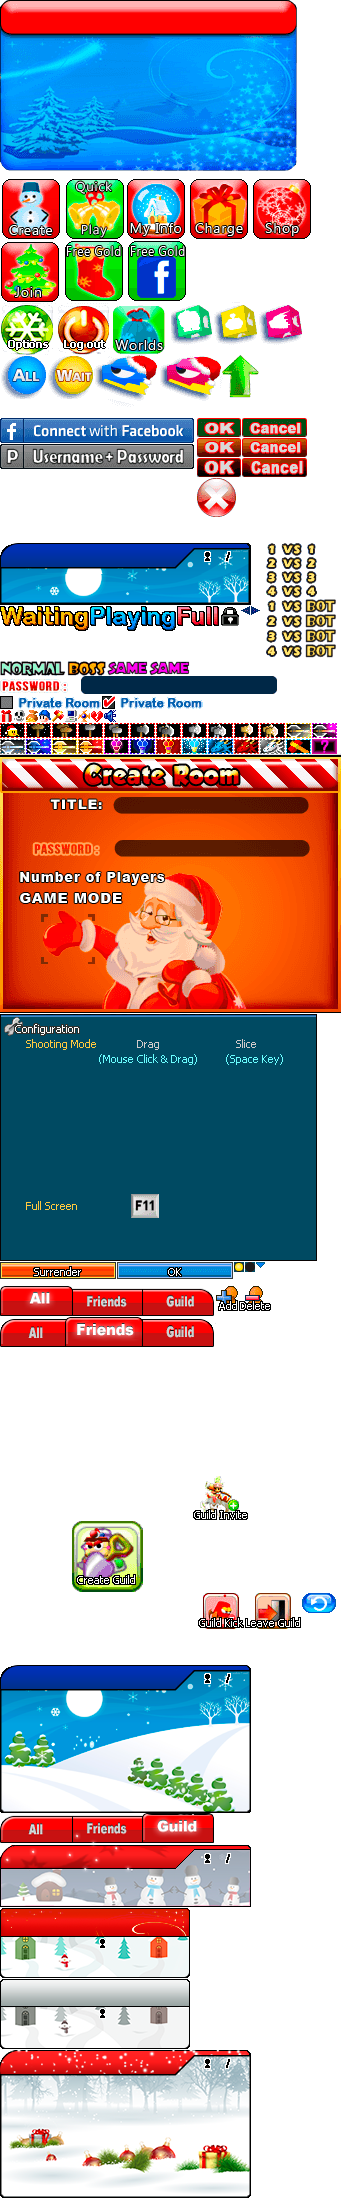 Create Quick Play My Info Charge Shop
Join Free Gold Free Gold
Options Logout Worlds
ALL WAIT
f Connect with Facebook OK Cancel
P Username + Password OK Cancel
OK Cancel
/ 1 VS 1
2 VS 2
3 VS 3
4 VS 4
WaitingPlayingFull 1 VS BOT
2 VS BOT
3 VS BOT
4 VS BOT
NORMAL BOSS SAME SAME
PASSWORD :
Private Room Private Room
?
Create Room
TITLE:
PASSWORD :
Number of Players
GAME MODE
Configuration
Shooting Mode Drag Slice
(Mouse Click & Drag) (Space Key)
Full Screen F11
Surrender OK
All Friends Guild Add Delete
All Friends Guild
Guild Invite
Create Guild
Guild Kick Leave Guild
/
All Friends Guild
/
/